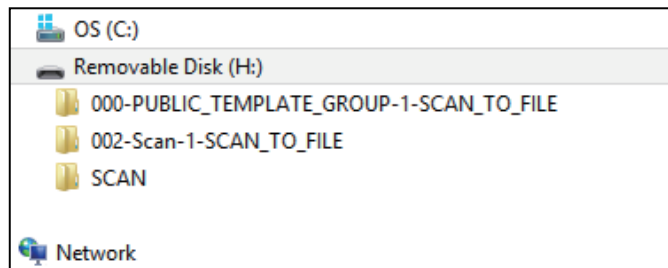 OS (C:)
Removable Disk (H:)
000-PUBLIC_TEMPLATE_GROUP-1-SCAN_TO_FILE
002-Scan-1-SCAN_TO_FILE
SCAN
Network